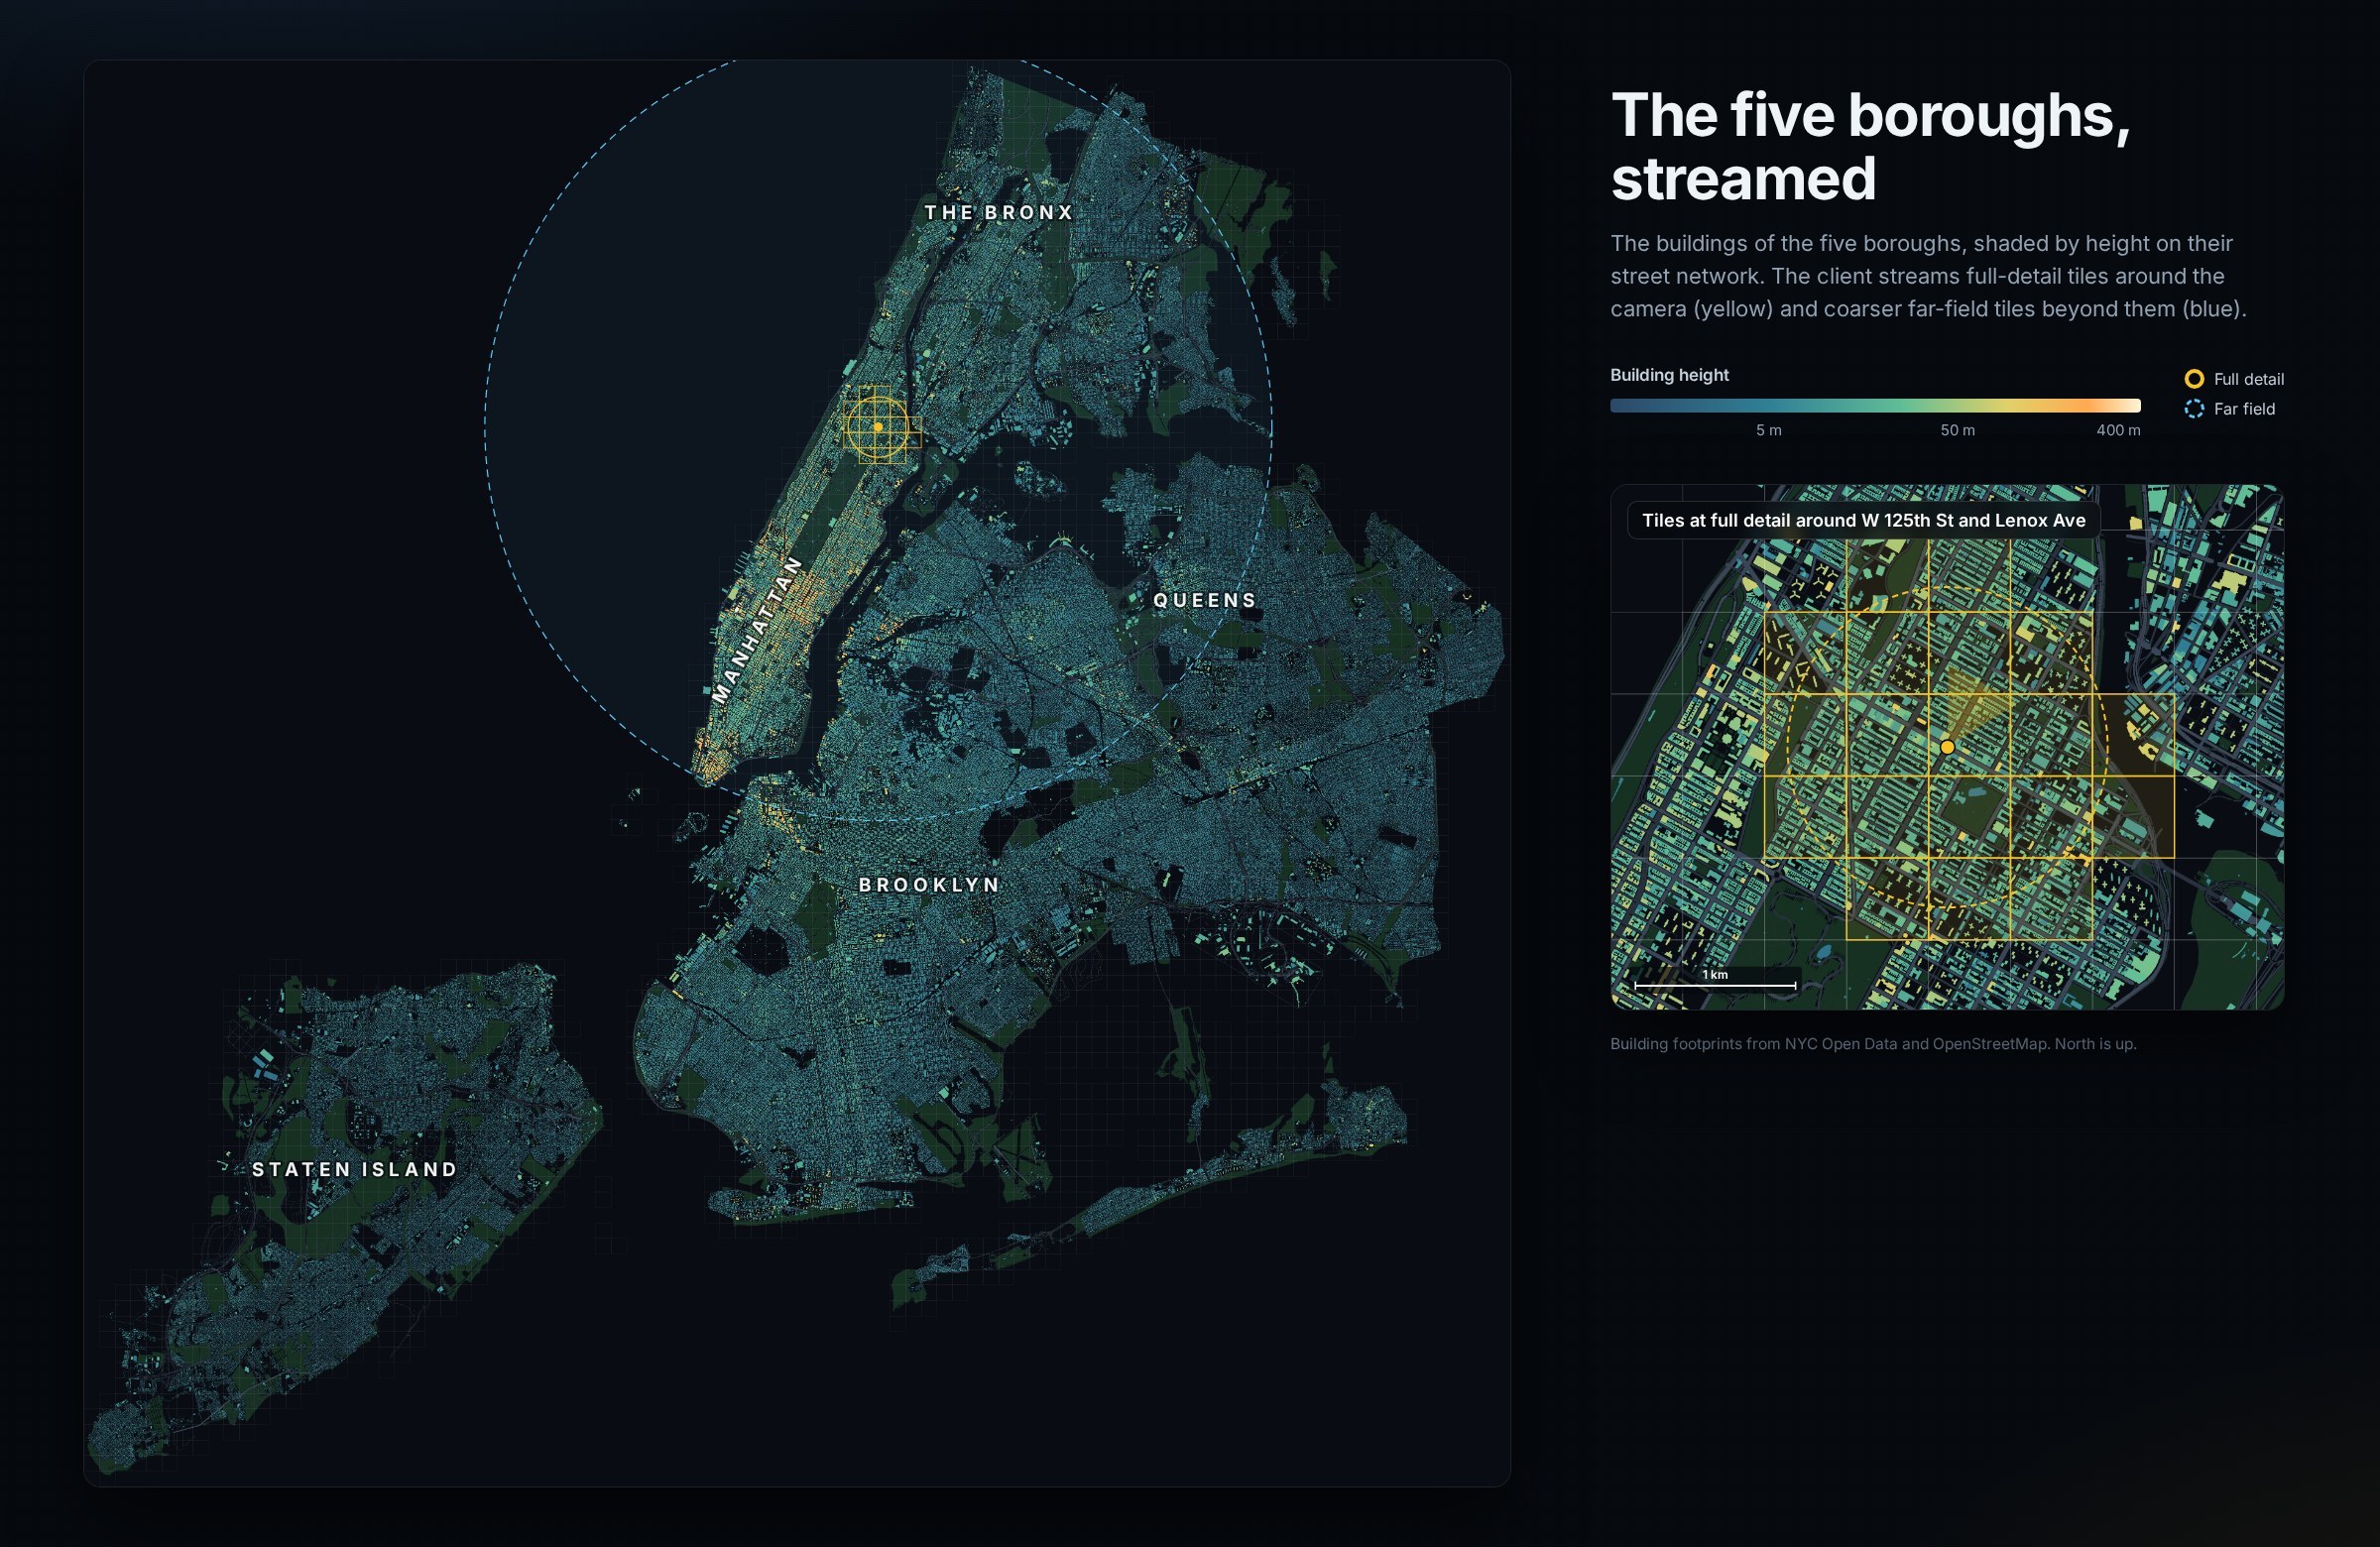 The five boroughs,
streamed
The buildings of the five boroughs, shaded by height on their
street network. The client streams full-detail tiles around the
camera (yellow) and coarser far-field tiles beyond them (blue).
Building height
5 m
50 m
400 m
Full detail
Far field
Tiles at full detail around W 125th St and Lenox Ave
1 km
Building footprints from NYC Open Data and OpenStreetMap. North is up.
THE BRONX
MANHATTAN
QUEENS
BROOKLYN
STATEN ISLAND